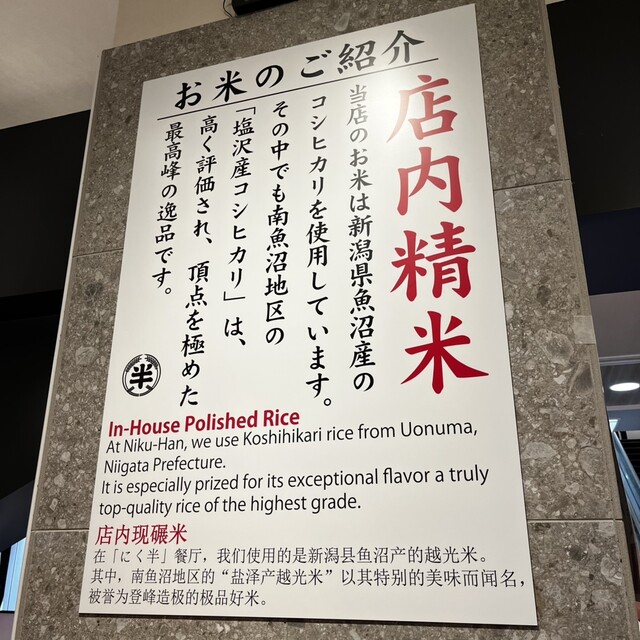 お米のご紹介
店内精米
当店のお米は新潟県魚沼産の
コシヒカリを使用しています。
その中でも南魚沼地区の
「塩沢産コシヒカリ」は、
高く評価され、頂点を極めた
最高峰の逸品です。
半
In-House Polished Rice
At Niku-Han, we use Koshihikari rice from Uonuma,
Niigata Prefecture.
It is especially prized for its exceptional flavor a truly
top-quality rice of the highest grade.
店内现碾米
在「にく半」餐厅，我们使用的是新潟县鱼沼产的越光米。
其中，南鱼沼地区的“盐泽产越光米”以其特别的美味而闻名，
被誉为登峰造极的极品好米。